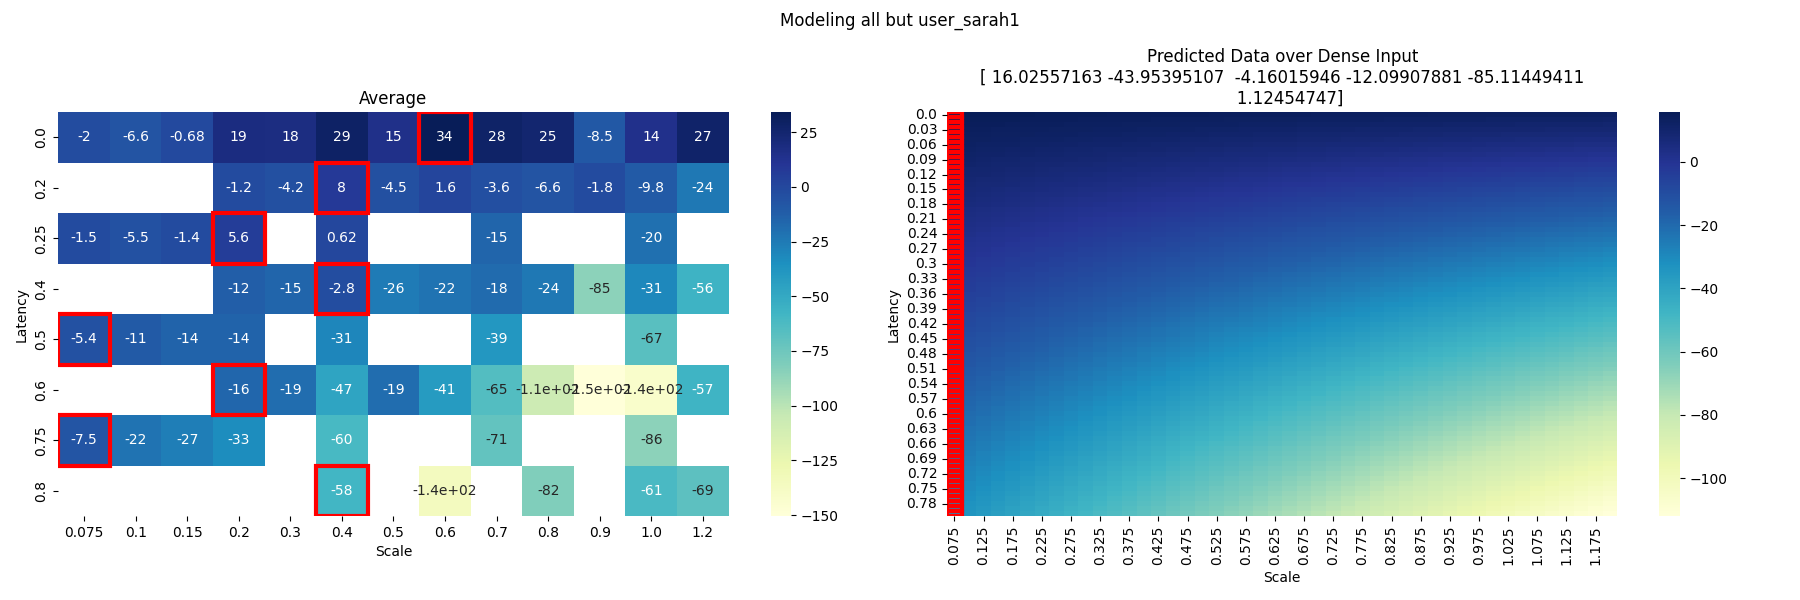 Modeling all but user_sarah1
Average
0.0 -2 -6.6 -0.68 19 18 29 15 34 28 25 -8.5 14 27
0.2 -1.2 -4.2 8 -4.5 1.6 -3.6 -6.6 -1.8 -9.8 -24
0.25 -1.5 -5.5 -1.4 5.6 0.62 -15 -20
0.4 -12 -15 -2.8 -26 -22 -18 -24 -85 -31 -56
0.5 -5.4 -11 -14 -14 -31 -39 -67
0.6 -16 -19 -47 -19 -41 -65 -1.1e+02 -1.5e+02 -1.4e+02 -57
0.75 -7.5 -22 -27 -33 -60 -71 -86
0.8 -58 -1.4e+02 -82 -61 -69
Latency
0.075 0.1 0.15 0.2 0.3 0.4 0.5 0.6 0.7 0.8 0.9 1.0 1.2
Scale
25
0
−25
−50
−75
−100
−125
−150
Predicted Data over Dense Input
[ 16.02557163 -43.95395107  -4.16015946 -12.09907881 -85.11449411
1.12454747]
0.0
0.03
0.06
0.09
0.12
0.15
0.18
0.21
0.24
0.27
0.3
0.33
0.36
0.39
0.42
0.45
0.48
0.51
0.54
0.57
0.6
0.63
0.66
0.69
0.72
0.75
0.78
Latency
0.075 0.125 0.175 0.225 0.275 0.325 0.375 0.425 0.475 0.525 0.575 0.625 0.675 0.725 0.775 0.825 0.875 0.925 0.975 1.025 1.075 1.125 1.175
Scale
0
−20
−40
−60
−80
−100